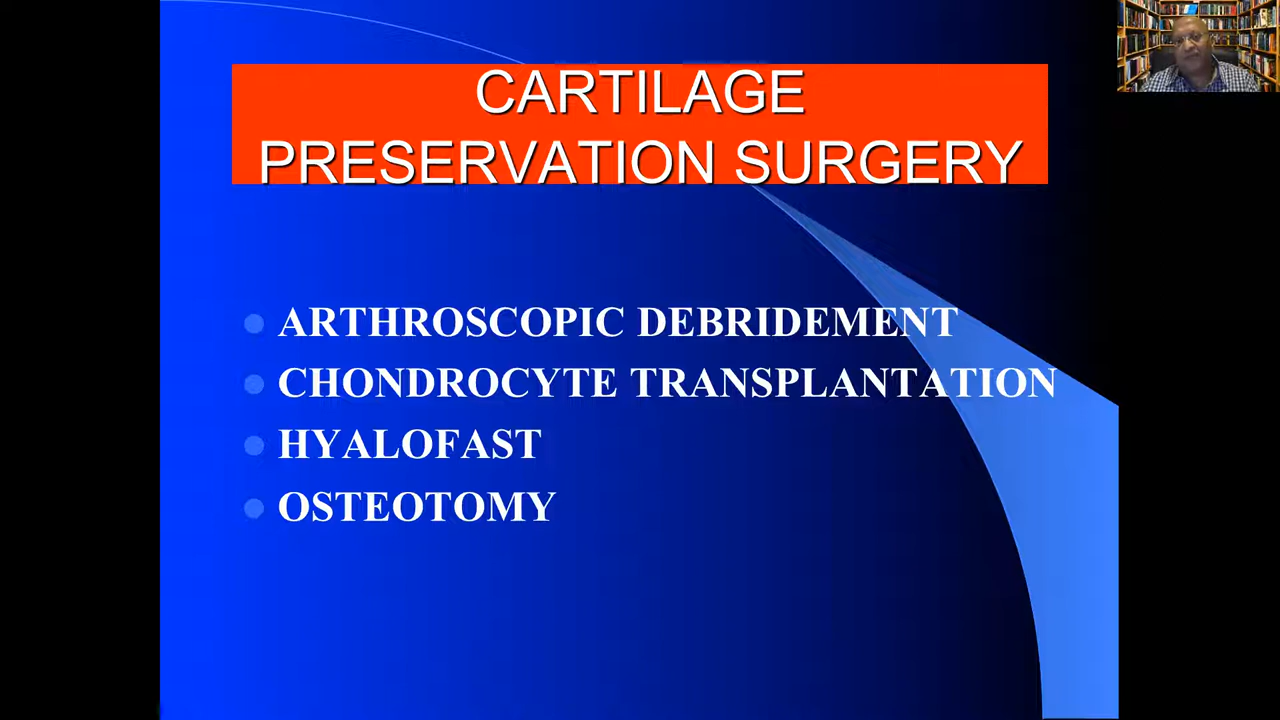 CARTILAGE
PRESERVATION SURGERY
ARTHROSCOPIC DEBRIDEMENT
CHONDROCYTE TRANSPLANTATION
HYALOFAST
OSTEOTOMY